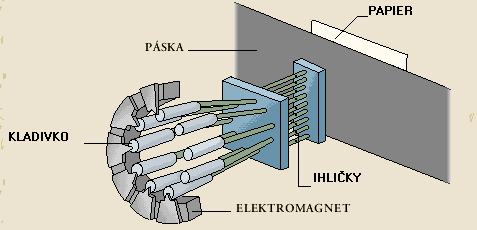 PAPIER
PÁSKA
KLADIVKO
IHLIČKY
ELEKTROMAGNET